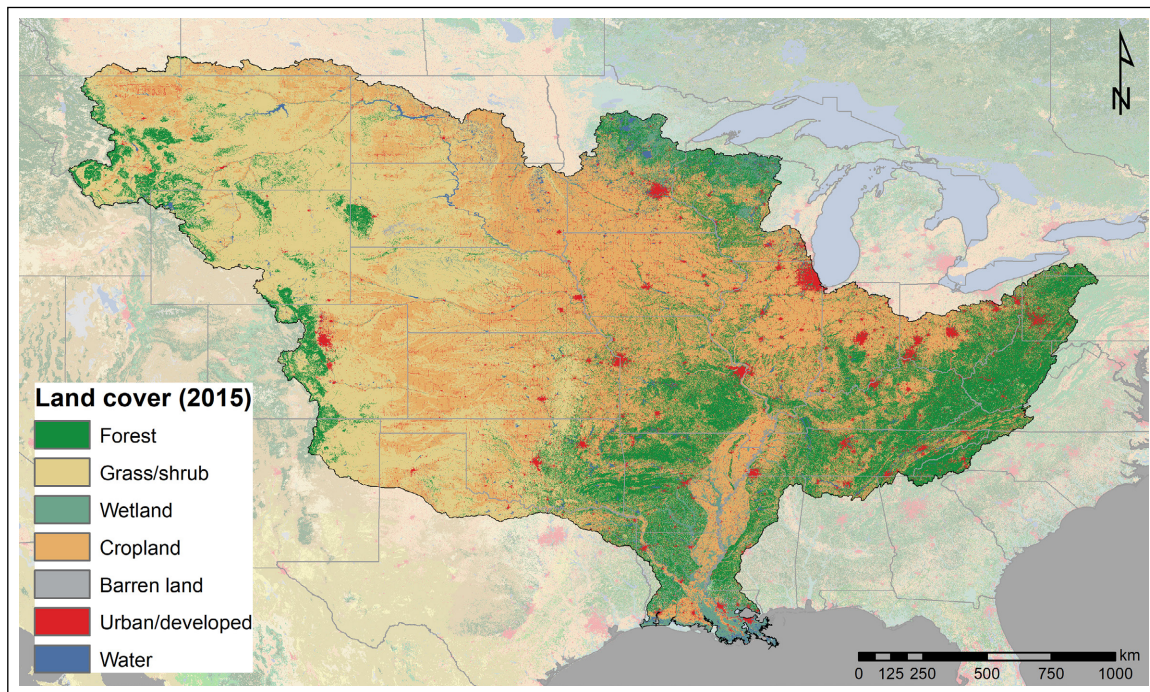 N
Land cover (2015)
Forest
Grass/shrub
Wetland
Cropland
Barren land
Urban/developed
Water
km
0 125 250 500 750 1000